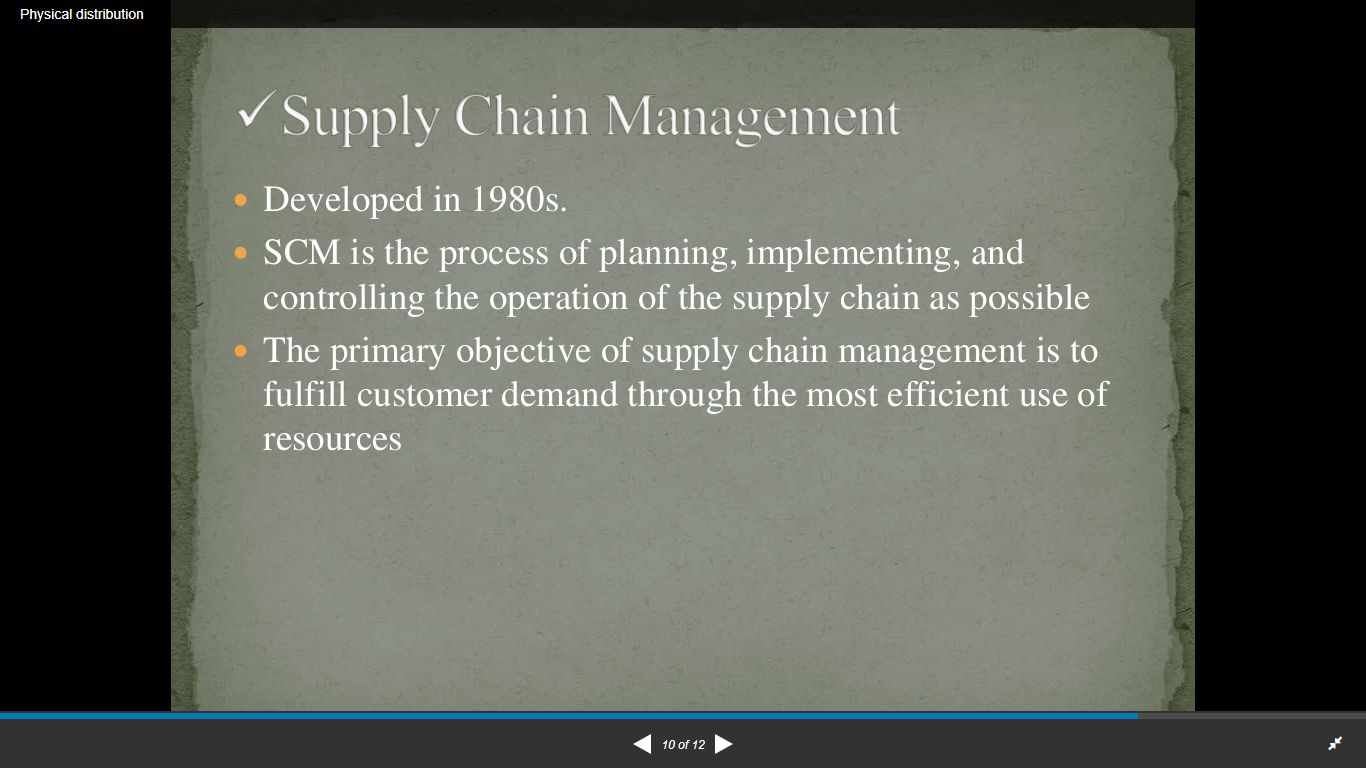 Physical distribution
✓Supply Chain Management
• Developed in 1980s.
• SCM is the process of planning, implementing, and
controlling the operation of the supply chain as possible
• The primary objective of supply chain management is to
fulfill customer demand through the most efficient use of
resources
10 of 12